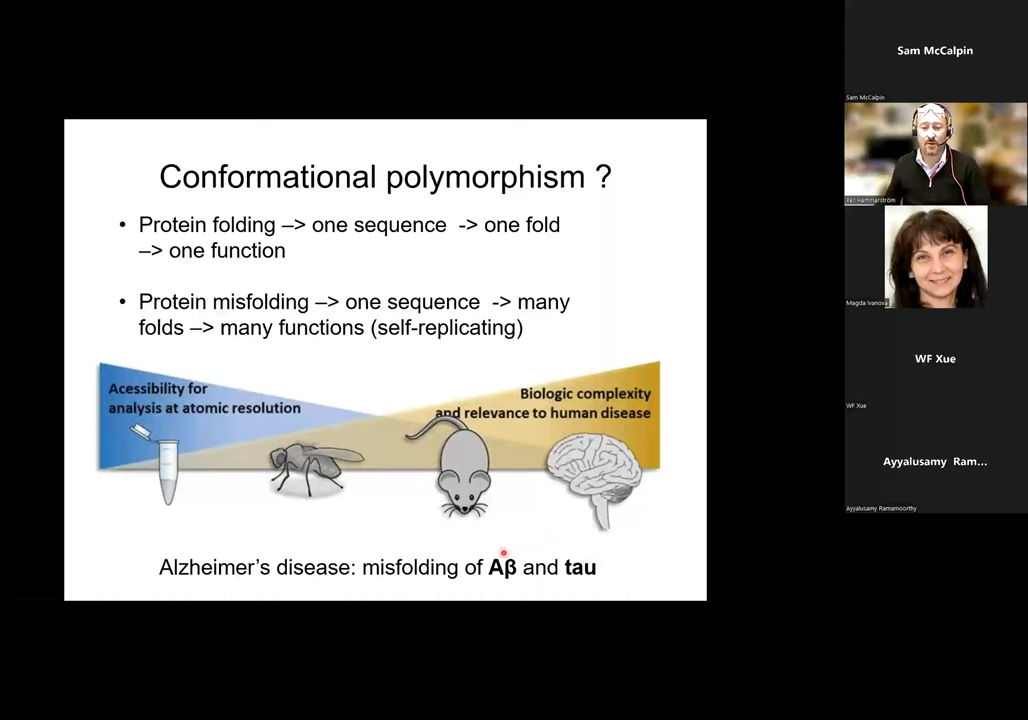 Conformational polymorphism ?
• Protein folding –> one sequence -> one fold
–> one function
• Protein misfolding –> one sequence -> many
folds –> many functions (self-replicating)
Acessibility for
analysis at atomic resolution
Biologic complexity
and relevance to human disease
Alzheimer’s disease: misfolding of Aβ and tau
Sam McCalpin
Sam McCalpin
Per Hammarström
Magda Ivanova
WF Xue
WF Xue
Ayyalusamy Ram...
Ayyalusamy Ramamoorthy